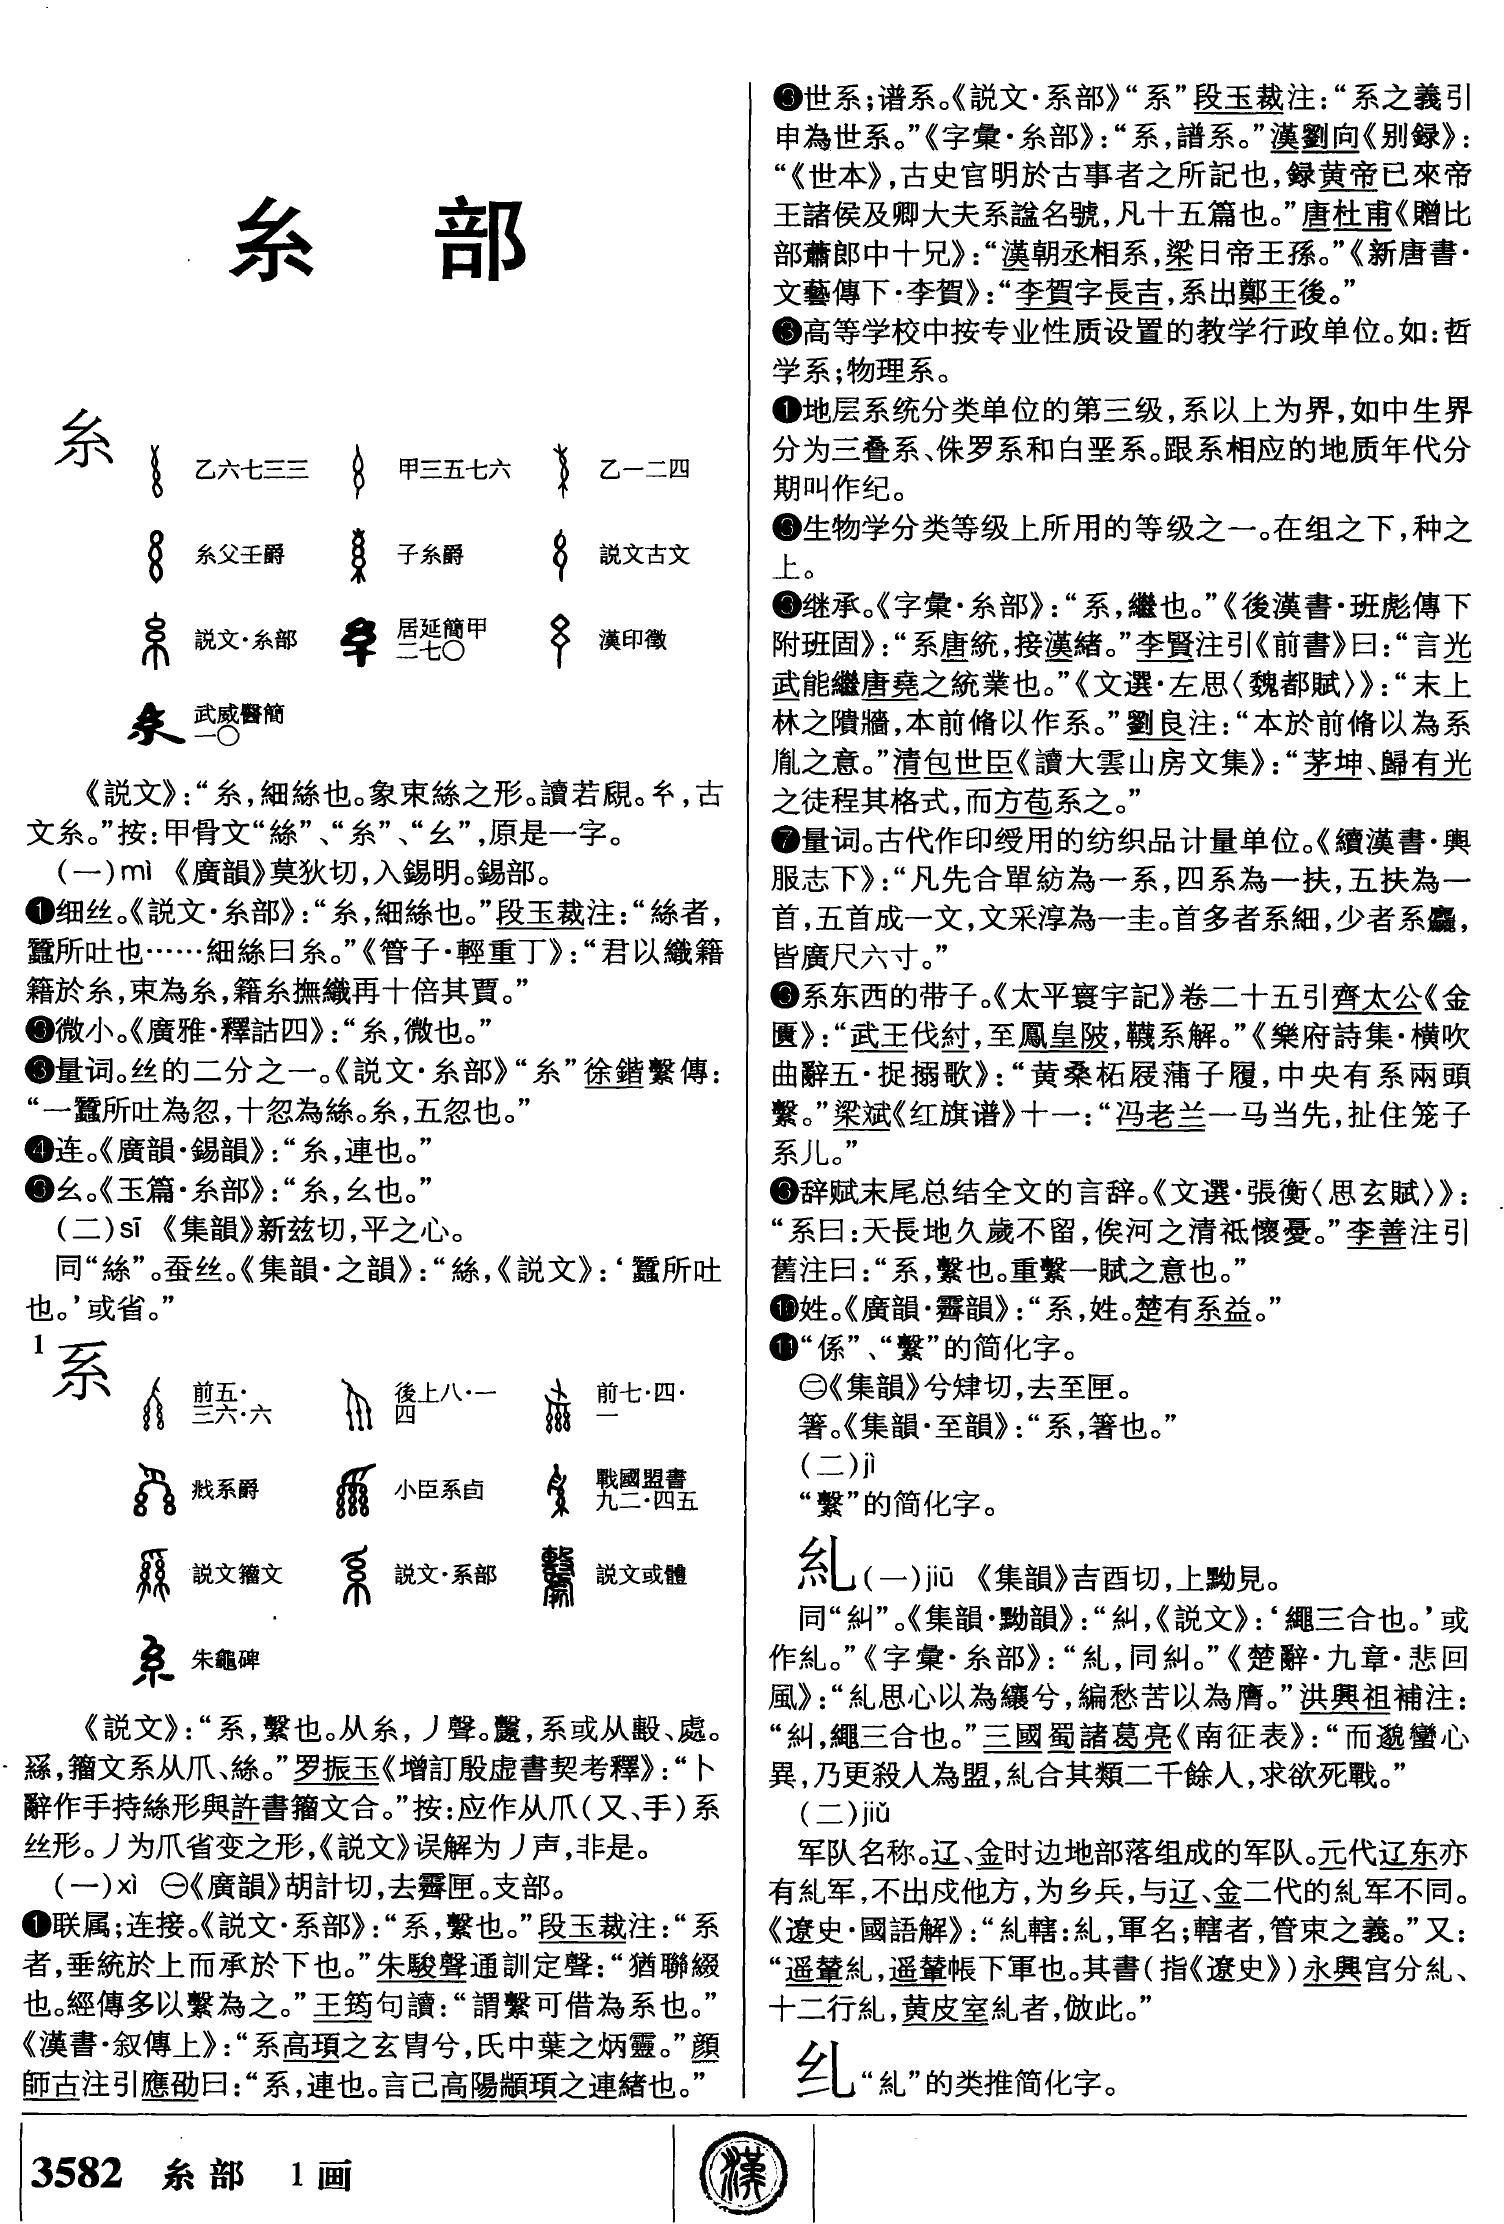 糸 部
糸
乙六七三三 甲三五七六 乙一二四
糸父壬爵 子糸爵 説文古文
説文·糸部 居延簡甲二七〇 漢印徵
武威醫簡一〇
《説文》：“糸，細絲也。象束絲之形。讀若覛。𠂭，古
文糸。”按：甲骨文“絲”、“糸”、“幺”，原是一字。
(一)mì 《廣韻》莫狄切，入錫明。錫部。
❶细丝。《説文·糸部》：“糸，細絲也。”段玉裁注：“絲者，
蠶所吐也……細絲曰糸。”《管子·輕重丁》：“君以織籍
籍於糸，束為糸，籍糸撫織再十倍其賈。”
❷微小。《廣雅·釋詁四》：“糸，微也。”
❸量词。丝的二分之一。《説文·糸部》“糸”徐鍇繫傳：
“一蠶所吐為忽，十忽為絲。糸，五忽也。”
❹连。《廣韻·錫韻》：“糸，連也。”
❺幺。《玉篇·糸部》：“糸，幺也。”
(二)sī 《集韻》新兹切，平之心。
同“絲”。蚕丝。《集韻·之韻》：“絲，《説文》：‘蠶所吐
也。’或省。”
1
系
前五·三六·六 後上八·一四 前七·四·一
戕系爵 小臣系卣 戰國盟書九二·四五
説文籀文 説文·系部 説文或體
朱龜碑
《説文》：“系，繫也。从糸，丿聲。𣫦，系或从毄、處。
𦃟，籀文系从爪、絲。”罗振玉《增訂殷虚書契考釋》：“卜
辭作手持絲形與許書籀文合。”按：应作从爪（又、手）系
丝形。丿为爪省变之形，《説文》误解为丿声，非是。
(一)xì ㊀《廣韻》胡計切，去霽匣。支部。
❶联属；连接。《説文·系部》：“系，繫也。”段玉裁注：“系
者，垂統於上而承於下也。”朱駿聲通訓定聲：“猶聯綴
也。經傳多以繫為之。”王筠句讀：“謂繫可借為系也。”
《漢書·叙傳上》：“系高頊之玄胄兮，氏中葉之炳靈。”顔
師古注引應劭曰：“系，連也。言己高陽顓頊之連緒也。”
❷世系；谱系。《説文·系部》“系”段玉裁注：“系之義引
申為世系。”《字彙·糸部》：“系，譜系。”漢劉向《别録》：
“《世本》，古史官明於古事者之所記也，録黄帝已來帝
王諸侯及卿大夫系諡名號，凡十五篇也。”唐杜甫《贈比
部蕭郎中十兄》：“漢朝丞相系，梁日帝王孫。”《新唐書·
文藝傳下·李賀》：“李賀字長吉，系出鄭王後。”
❸高等学校中按专业性质设置的教学行政单位。如：哲
学系；物理系。
❹地层系统分类单位的第三级，系以上为界，如中生界
分为三叠系、侏罗系和白垩系。跟系相应的地质年代分
期叫作纪。
❺生物学分类等级上所用的等级之一。在组之下，种之
上。
❻继承。《字彙·糸部》：“系，繼也。”《後漢書·班彪傳下
附班固》：“系唐統，接漢緒。”李賢注引《前書》曰：“言光
武能繼唐堯之統業也。”《文選·左思〈魏都賦〉》：“末上
林之隤牆，本前脩以作系。”劉良注：“本於前脩以為系
胤之意。”清包世臣《讀大雲山房文集》：“茅坤、歸有光
之徒程其格式，而方苞系之。”
❼量词。古代作印绶用的纺织品计量单位。《續漢書·輿
服志下》：“凡先合單紡為一系，四系為一扶，五扶為一
首，五首成一文，文采淳為一圭。首多者系細，少者系麤，
皆廣尺六寸。”
❽系东西的带子。《太平寰宇記》卷二十五引齊太公《金
匱》：“武王伐紂，至鳳皇陂，韈系解。”《樂府詩集·横吹
曲辭五·捉搦歌》：“黄桑柘屐蒲子履，中央有系兩頭
繫。”梁斌《红旗谱》十一：“冯老兰一马当先，扯住笼子
系儿。”
❾辞赋末尾总结全文的言辞。《文選·張衡〈思玄賦〉》：
“系曰：天長地久歲不留，俟河之清祗懷憂。”李善注引
舊注曰：“系，繫也。重繫一賦之意也。”
❿姓。《廣韻·霽韻》：“系，姓。楚有系益。”
⓫“係”、“繫”的简化字。
㊁《集韻》兮肂切，去至匣。
箸。《集韻·至韻》：“系，箸也。”
(二)jì
“繫”的简化字。
糺(一)jiū 《集韻》吉酉切，上黝見。
同“糾”。《集韻·黝韻》：“糾，《説文》：‘繩三合也。’或
作糺。”《字彙·糸部》：“糺，同糾。”《楚辭·九章·悲回
風》：“糺思心以為纕兮，編愁苦以為膺。”洪興祖補注：
“糾，繩三合也。”三國蜀諸葛亮《南征表》：“而邈蠻心
異，乃更殺人為盟，糺合其類二千餘人，求欲死戰。”
(二)jiǔ
军队名称。辽、金时边地部落组成的军队。元代辽东亦
有糺军，不出戍他方，为乡兵，与辽、金二代的糺军不同。
《遼史·國語解》：“糺轄：糺，軍名；轄者，管束之義。”又：
“遥輦糺，遥輦帳下軍也。其書（指《遼史》）永興宫分糺、
十二行糺，黄皮室糺者，倣此。”
𬘕“糺”的类推简化字。
3582 糸部 1画
漢